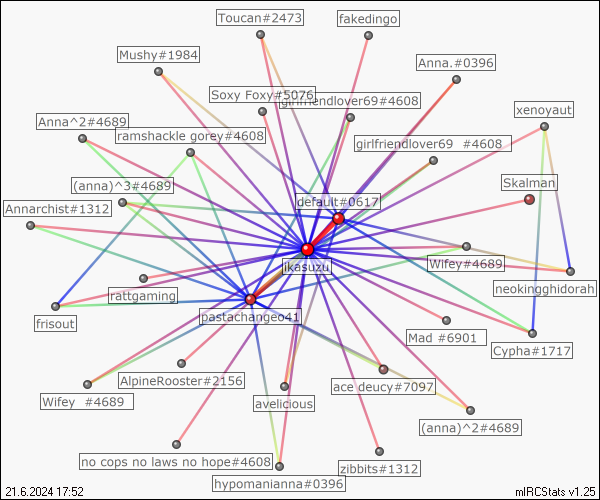 Toucan#2473
fakedingo
Mushy#1984
Anna.#0396
Soxy Foxy#5076
girlfriendlover69#4608
xenoyaut
Anna^2#4689
ramshackle gorey#4608
girlfriendlover69  #4608
(anna)^3#4689
Skalman
default#0617
Annarchist#1312
ikasuzu
Wifey#4689
neokingghidorah
rattgaming
pastachangeo41
frisout
Mad #6901
Cypha#1717
AlpineRooster#2156
ace deucy#7097
Wifey  #4689
avelicious
(anna)^2#4689
no cops no laws no hope#4608
zibbits#1312
hypomanianna#0396
21.6.2024 17:52
mIRCStats v1.25